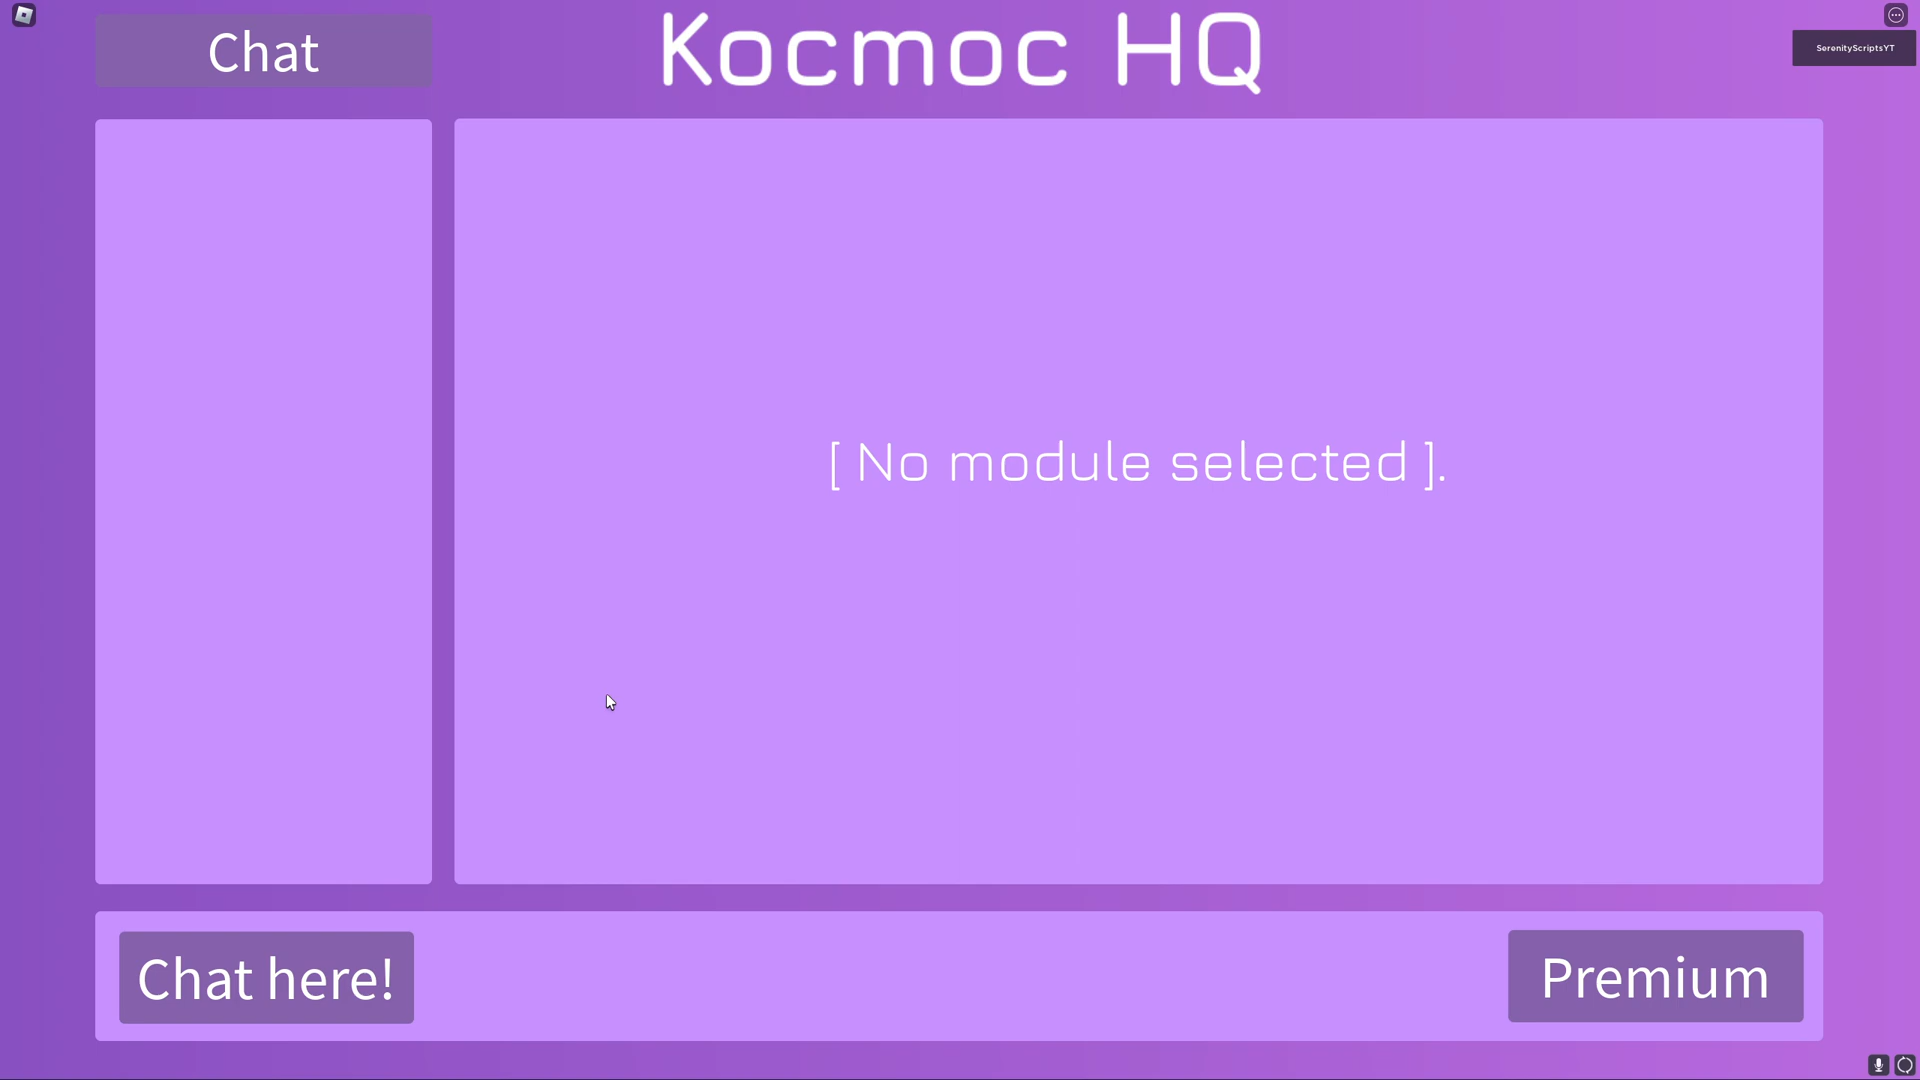 Chat
Kocmoc HQ
SerenityScriptsYT
[ No module selected ].
Chat here!
Premium